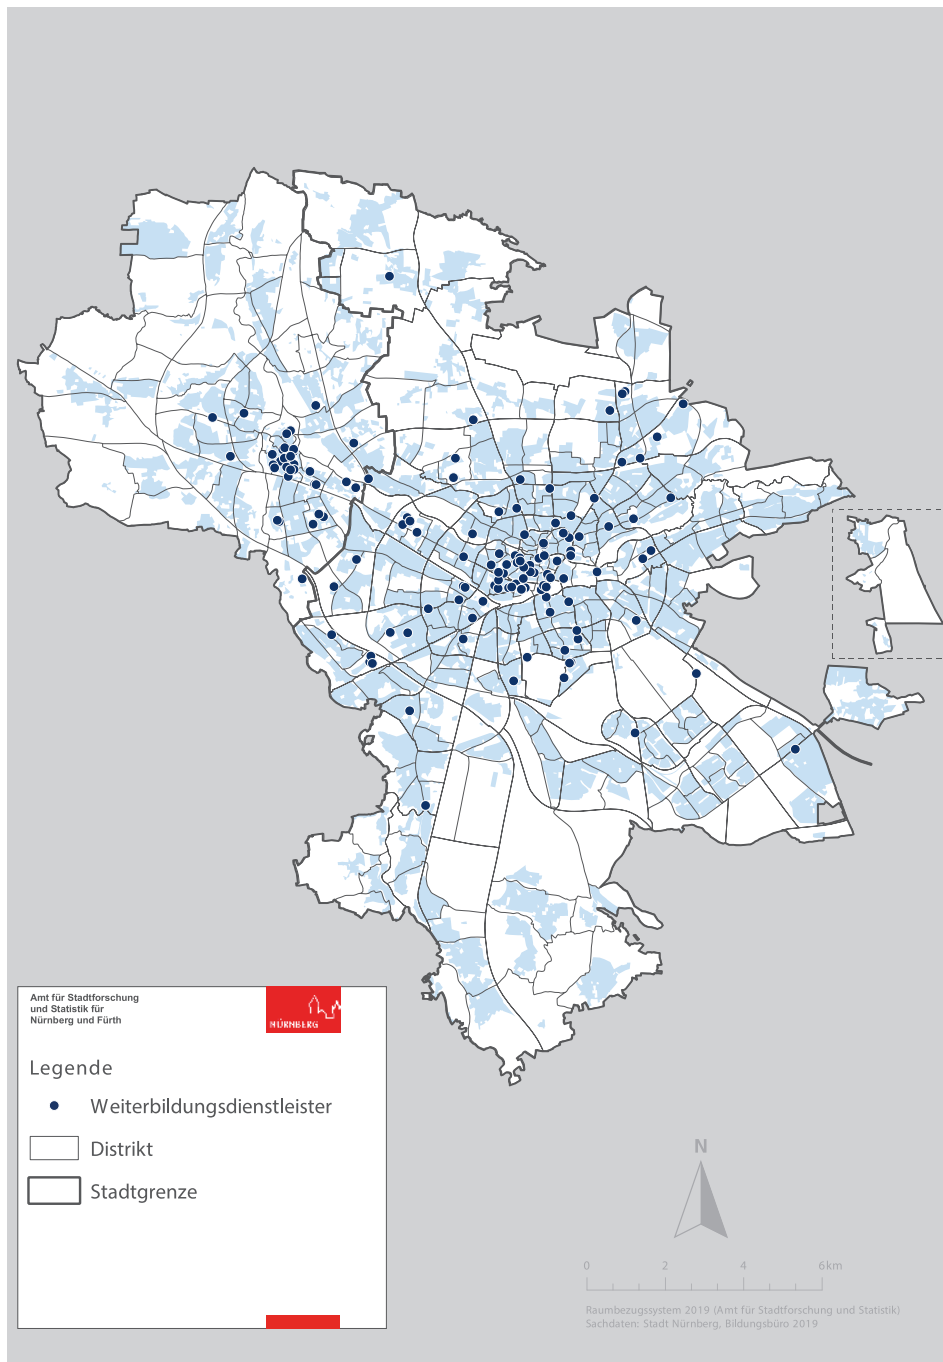 Amt für Stadtforschung
und Statistik für
Nürnberg und Fürth
NÜRNBERG
Legende
Weiterbildungsdienstleister
Distrikt
Stadtgrenze
N
0 2 4 6km
Raumbezugssystem 2019 (Amt für Stadtforschung und Statistik)
Sachdaten: Stadt Nürnberg, Bildungsbüro 2019